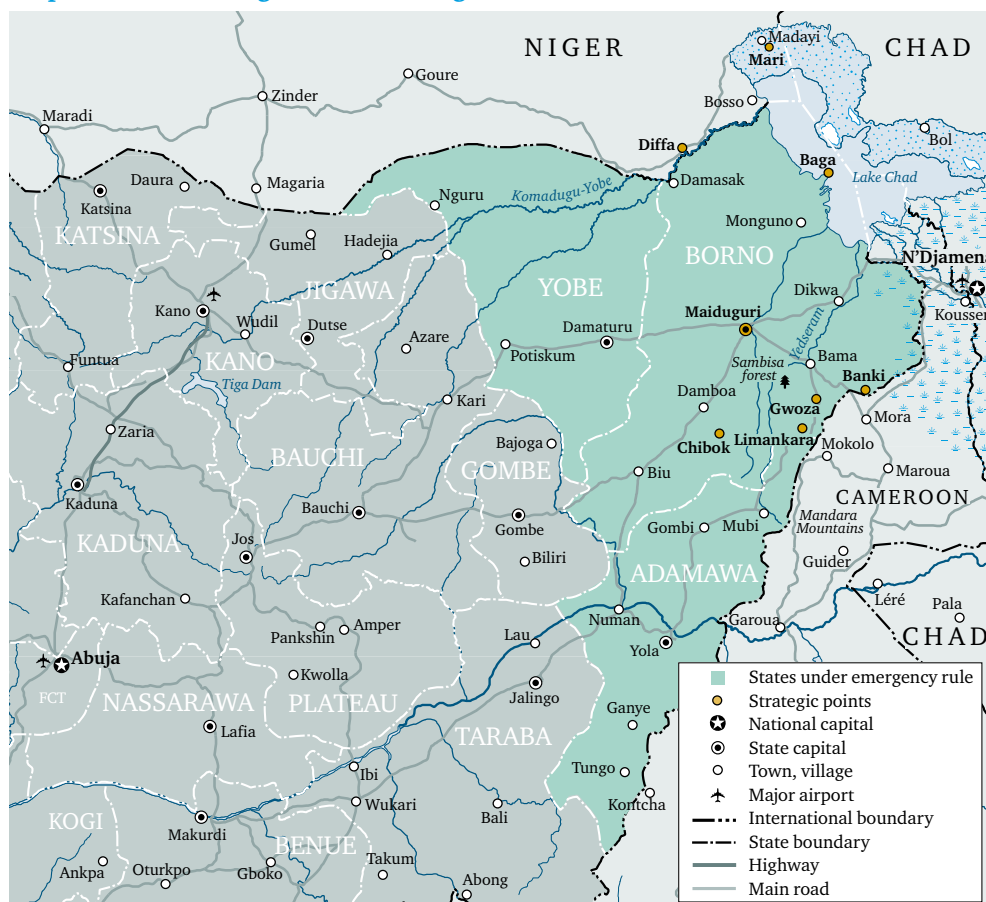 NIGER
CHAD
Madayi
Mari
Goure
Zinder
Bosso
Maradi
Diffa
Bol
Baga
Lake Chad
Daura
Magaria
Katsina
Nguru
Komadugu-Yobe
Damasak
Monguno
KATSINA
Gumel
Hadejia
BORNO
N'Djamena
JIGAWA
YOBE
Kano
Wudil
Dutse
Azare
Damaturu
Maiduguri
Dikwa
Kousser
Potiskum
Yedseram
Funtua
KANO
Tiga Dam
Sambisa
forest
Bama
Banki
Kari
Damboa
Gwoza
Mora
Zaria
Bajoga
Chibok
Limankara
Mokolo
BAUCHI
GOMBE
Biu
Maroua
Kaduna
CAMEROON
Bauchi
Gombe
Gombi
Mubi
Mandara
Mountains
KADUNA
Jos
Biliri
ADAMAWA
Guider
Kafanchan
Léré
Pala
Numan
Garoua
Pankshin
Amper
Lau
Yola
CHAD
Abuja
Kwolla
FCT
NASSARAWA
PLATEAU
Jalingo
Ganye
Lafia
TARABA
Tungo
Ibi
Kontcha
Wukari
Bali
KOGI
Makurdi
BENUE
Ankpa
Oturkpo
Gboko
Takum
Abong
States under emergency rule
Strategic points
National capital
State capital
Town, village
Major airport
International boundary
State boundary
Highway
Main road